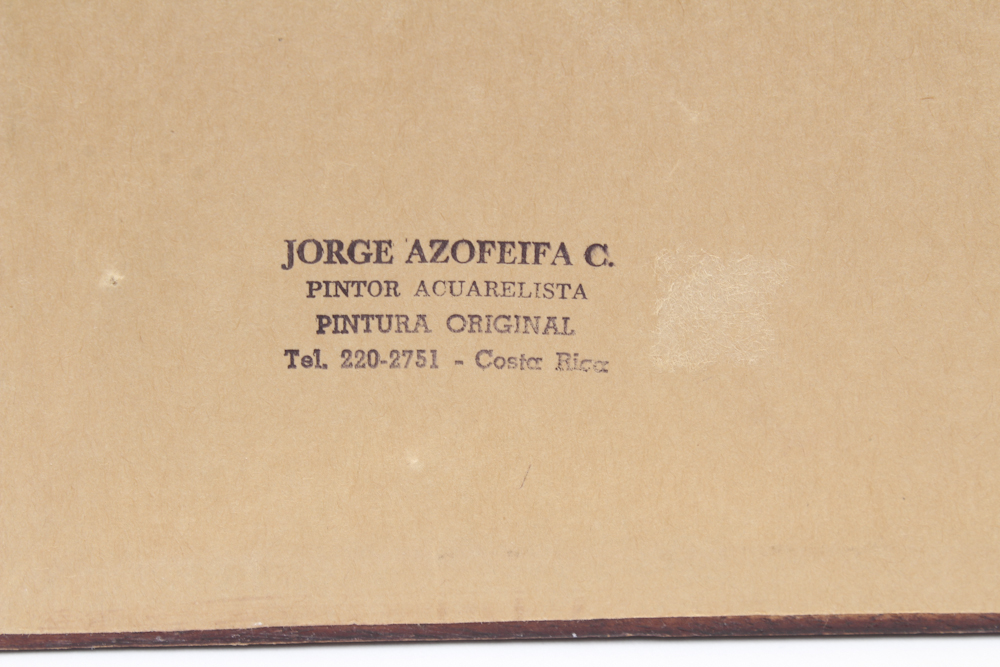 JORGE AZOFEIFA C.
PINTOR ACUARELISTA
PINTURA ORIGINAL
Tel. 220-2751 - Costa Rica